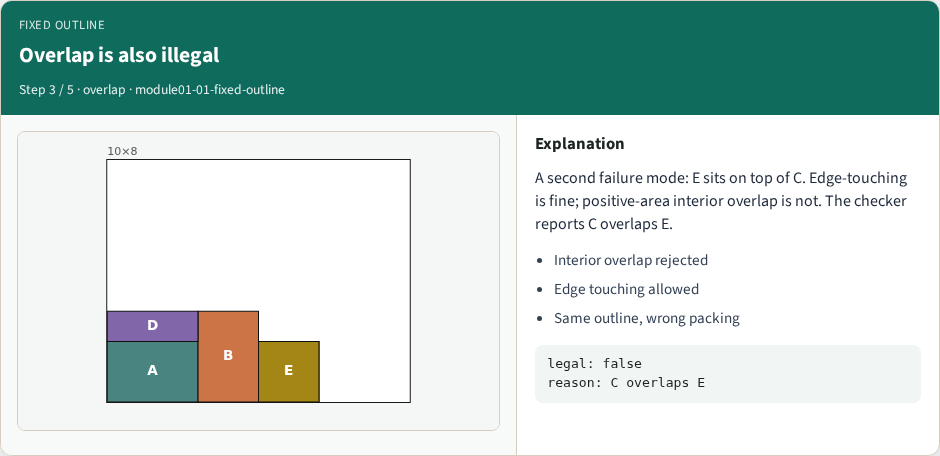 FIXED OUTLINE
Overlap is also illegal
Step 3 / 5 · overlap · module01-01-fixed-outline
10×8
D
A
B
E
Explanation
A second failure mode: E sits on top of C. Edge-touching
is fine; positive-area interior overlap is not. The checker
reports C overlaps E.
• Interior overlap rejected
• Edge touching allowed
• Same outline, wrong packing
legal: false
reason: C overlaps E